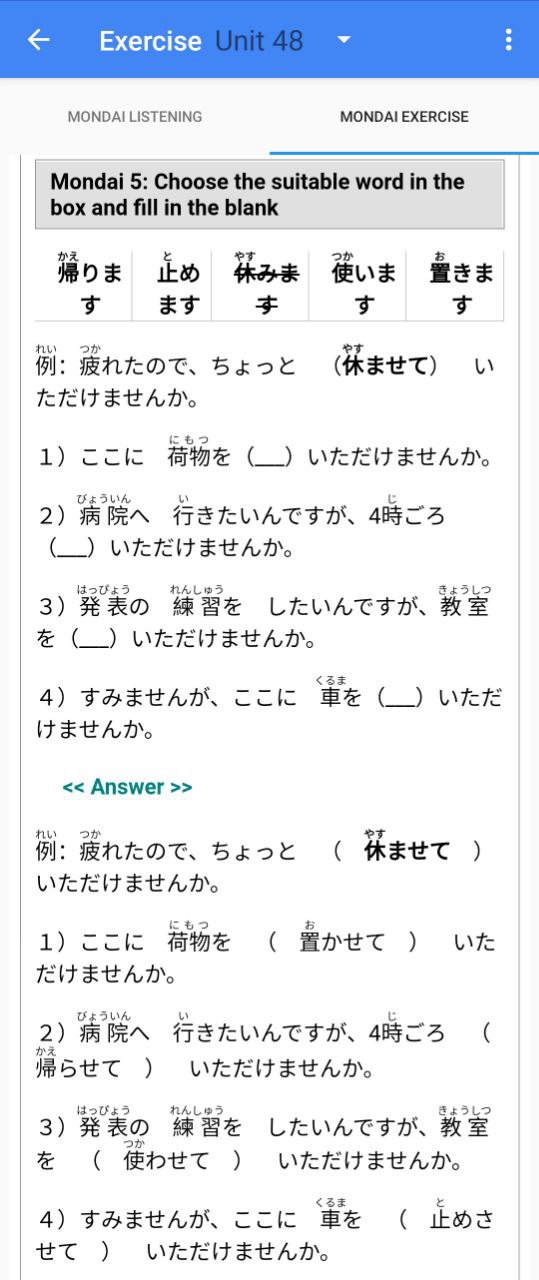 Exercise Unit 48
MONDAI LISTENING MONDAI EXERCISE
Mondai 5: Choose the suitable word in the
box and fill in the blank
かえ と やす つか お
帰りま 止め 休みま 使いま 置きま
す ます す す す
れい つか やす
例：疲れたので、ちょっと （休ませて） い
ただけませんか。
にもつ
１）ここに 荷物を（___）いただけませんか。
びょういん い じ
２）病院へ 行きたいんですが、4時ごろ
（___）いただけませんか。
はっぴょう れんしゅう きょうしつ
３）発表の 練習を したいんですが、教室
を（___）いただけませんか。
くるま
４）すみませんが、ここに 車を（___）いただ
けませんか。
<< Answer >>
れい つか やす
例：疲れたので、ちょっと （ 休ませて ）
いただけませんか。
にもつ お
１）ここに 荷物を （ 置かせて ） いた
だけませんか。
びょういん い じ
２）病院へ 行きたいんですが、4時ごろ （
かえ
帰らせて ） いただけませんか。
はっぴょう れんしゅう きょうしつ
３）発表の 練習を したいんですが、教室
つか
を （ 使わせて ） いただけませんか。
くるま と
４）すみませんが、ここに 車を （ 止めさ
せて ） いただけませんか。